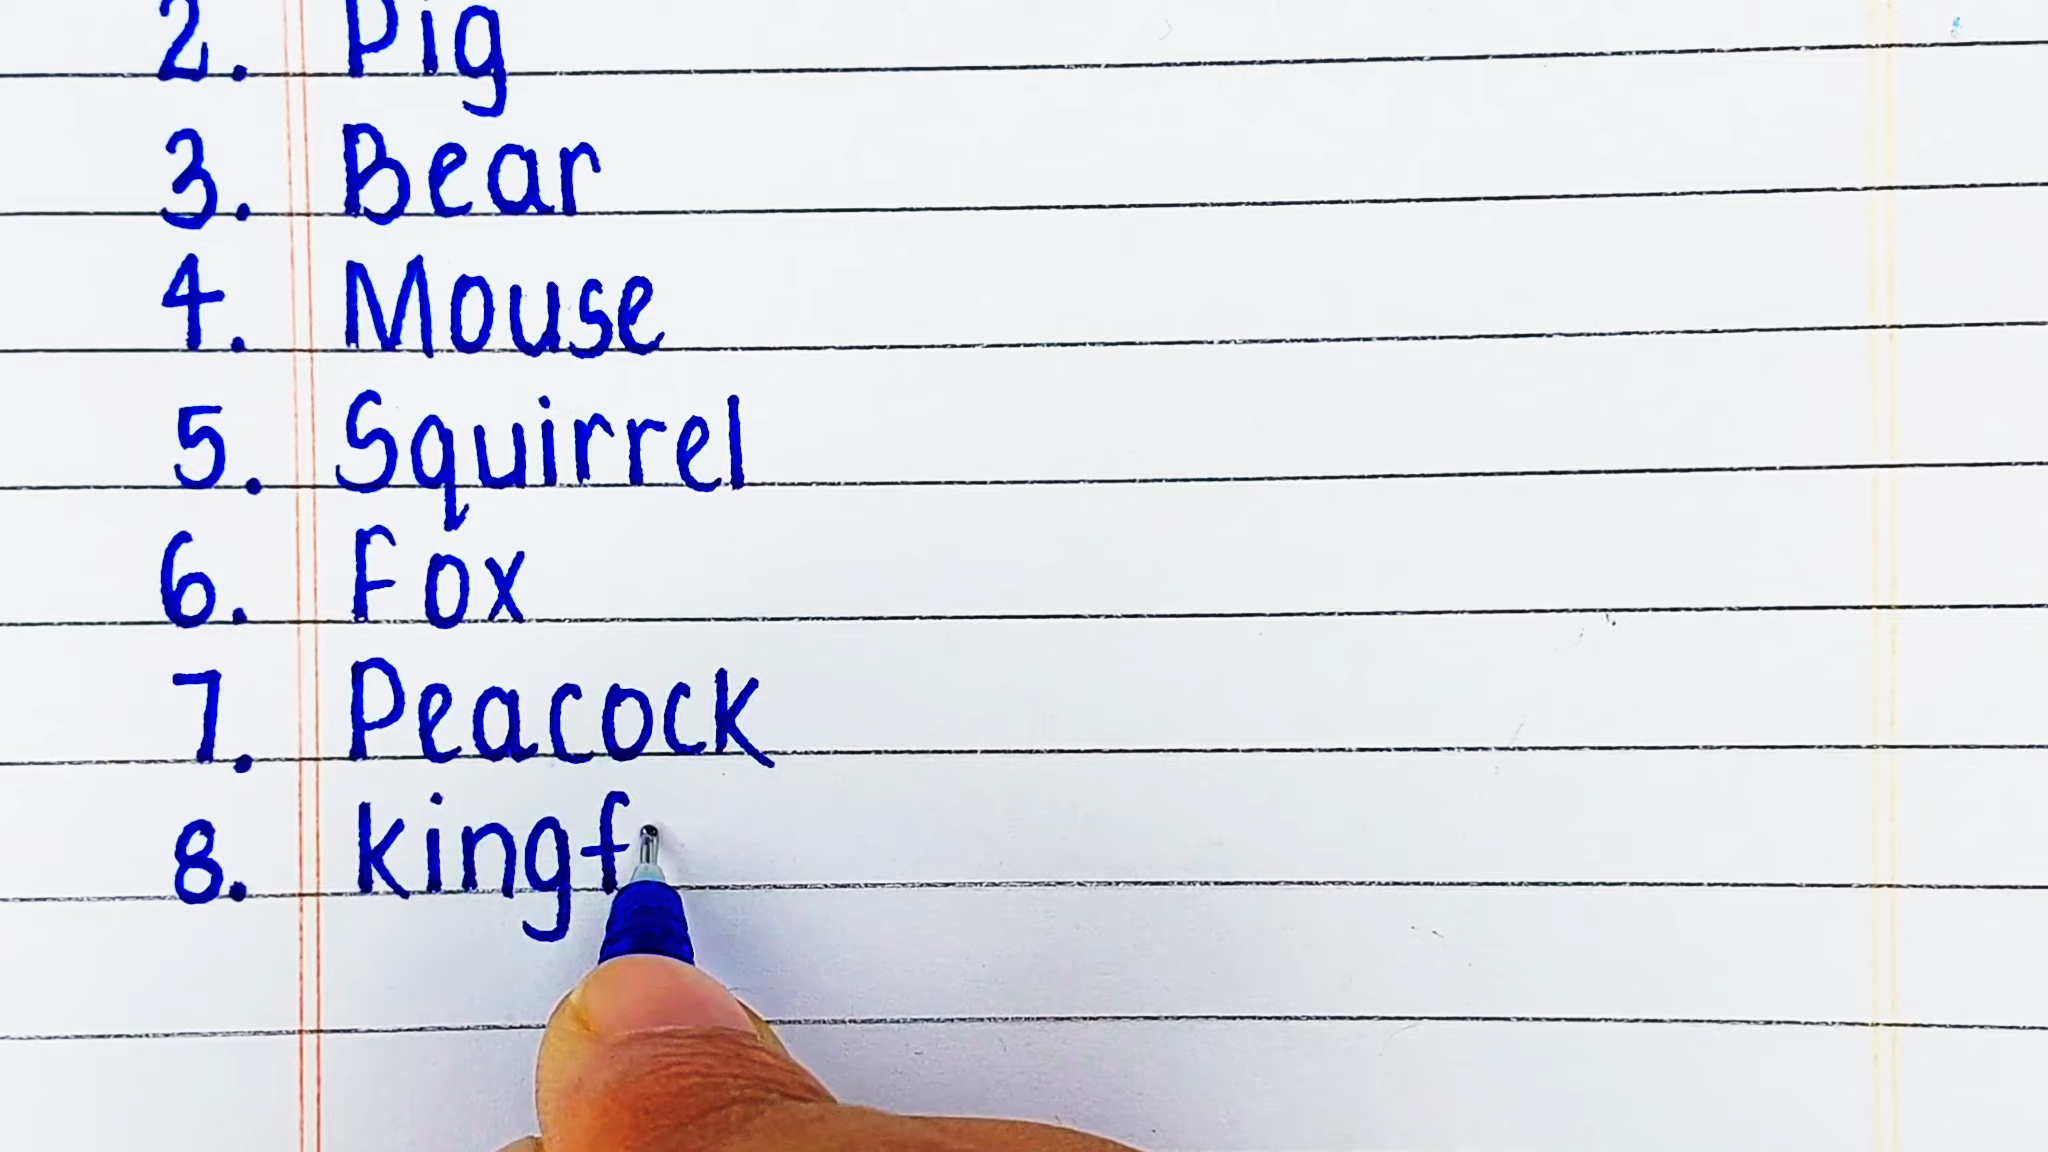 2. Pig
3. Bear
4. Mouse
5. Squirrel
6. Fox
7. Peacock
8. kingf